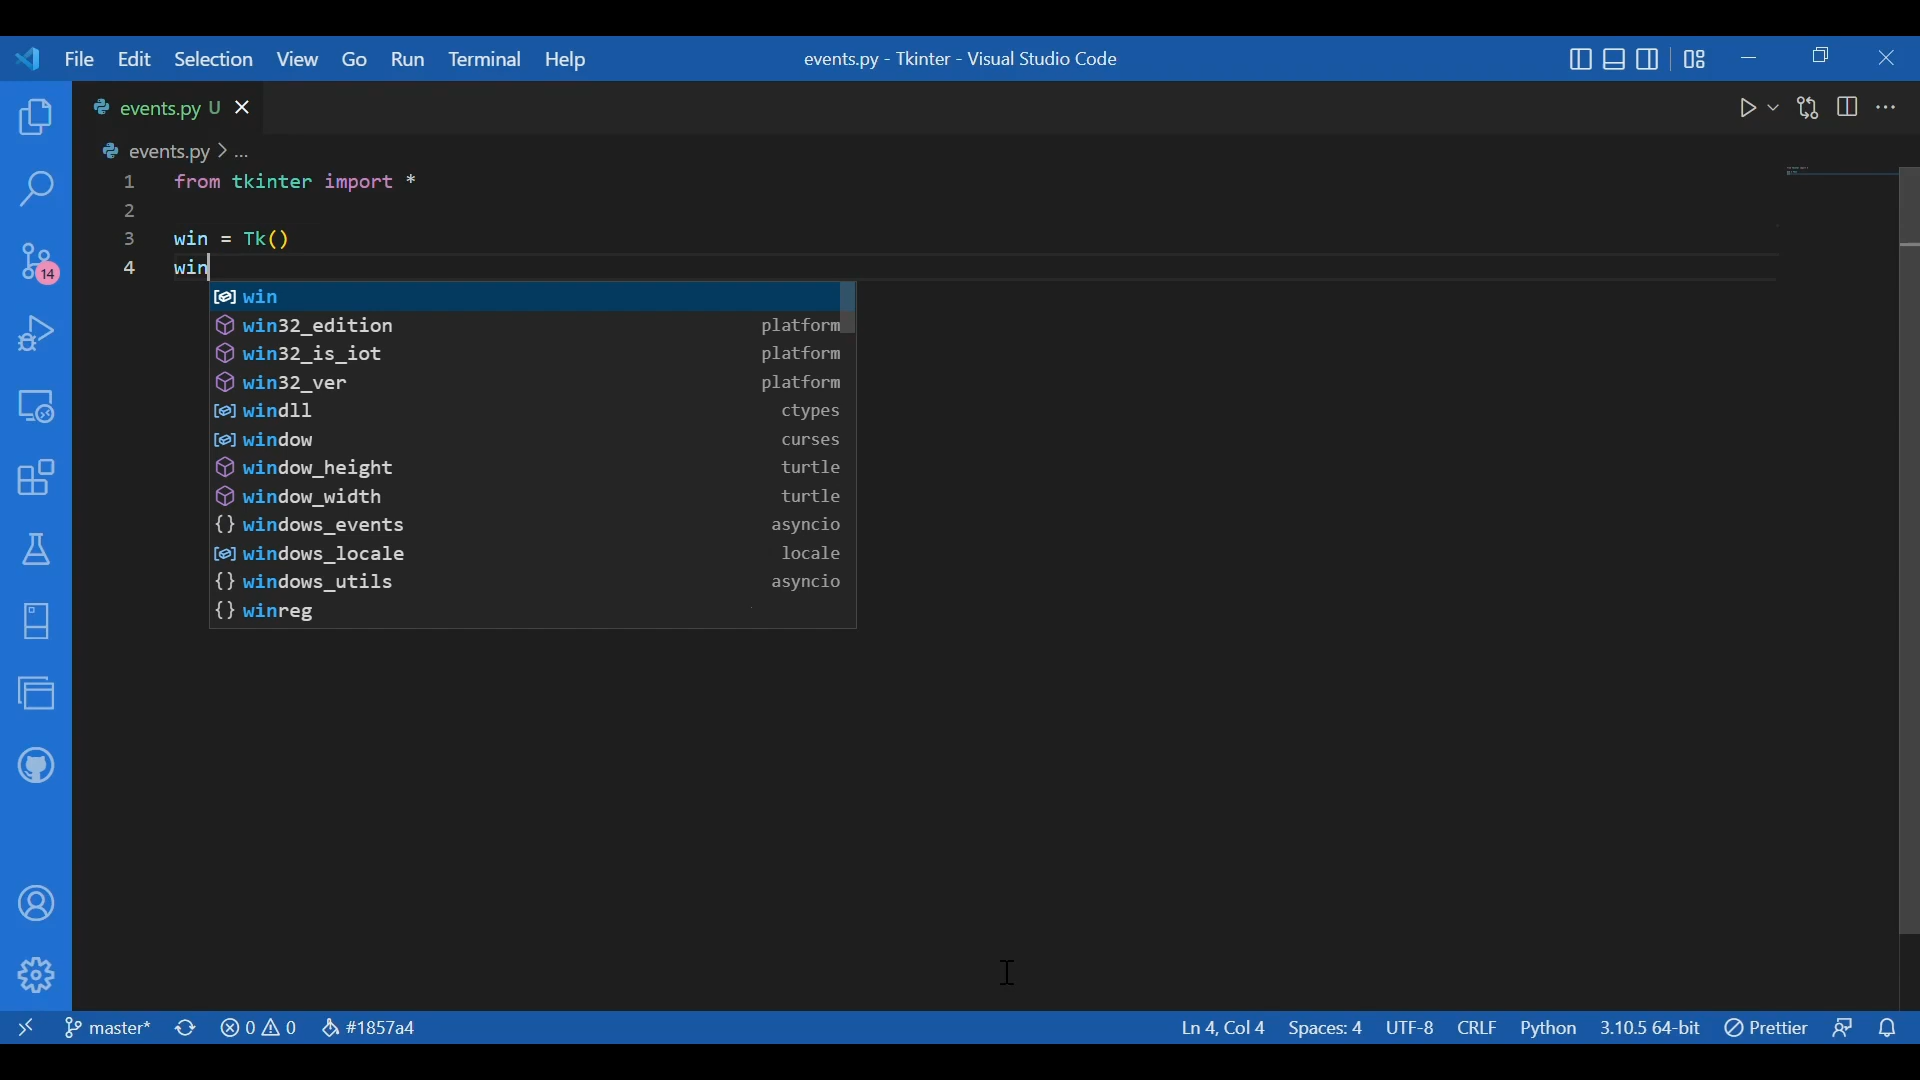 File Edit Selection View Go Run Terminal Help events.py - Tkinter - Visual Studio Code
events.py U
events.py > ...
1 from tkinter import *
2
3 win = Tk()
4 win
win
win32_edition platform
win32_is_iot platform
win32_ver platform
windll ctypes
window curses
window_height turtle
window_width turtle
windows_events asyncio
windows_locale locale
windows_utils asyncio
winreg
14
master* 0 0 #1857a4 Ln 4, Col 4 Spaces: 4 UTF-8 CRLF Python 3.10.5 64-bit Prettier